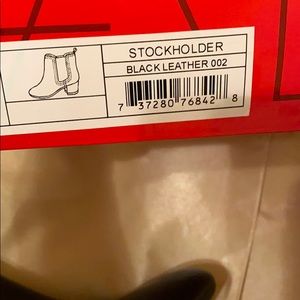 STOCKHOLDER
BLACK LEATHER 002
7 37280 76842 8